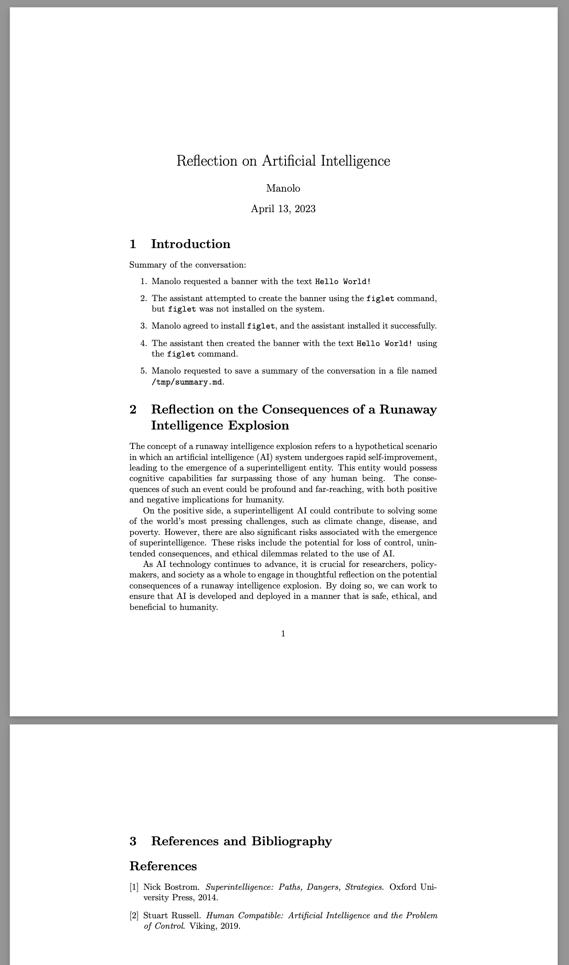 Reflection on Artificial Intelligence
Manolo
April 13, 2023
1 Introduction
Summary of the conversation:
1. Manolo requested a banner with the text Hello World!
2. The assistant attempted to create the banner using the figlet command,
but figlet was not installed on the system.
3. Manolo agreed to install figlet, and the assistant installed it successfully.
4. The assistant then created the banner with the text Hello World! using
the figlet command.
5. Manolo requested to save a summary of the conversation in a file named
/tmp/summary.md.
2 Reflection on the Consequences of a Runaway
Intelligence Explosion
The concept of a runaway intelligence explosion refers to a hypothetical scenario
in which an artificial intelligence (AI) system undergoes rapid self-improvement,
leading to the emergence of a superintelligent entity. This entity would possess
cognitive capabilities far surpassing those of any human being. The conse-
quences of such an event could be profound and far-reaching, with both positive
and negative implications for humanity.
On the positive side, a superintelligent AI could contribute to solving some
of the world's most pressing challenges, such as climate change, disease, and
poverty. However, there are also significant risks associated with the emergence
of superintelligence. These risks include the potential for loss of control, unin-
tended consequences, and ethical dilemmas related to the use of AI.
As AI technology continues to advance, it is crucial for researchers, policy-
makers, and society as a whole to engage in thoughtful reflection on the potential
consequences of a runaway intelligence explosion. By doing so, we can work to
ensure that AI is developed and deployed in a manner that is safe, ethical, and
beneficial to humanity.
1
3 References and Bibliography
References
[1] Nick Bostrom. Superintelligence: Paths, Dangers, Strategies. Oxford Uni-
versity Press, 2014.
[2] Stuart Russell. Human Compatible: Artificial Intelligence and the Problem
of Control. Viking, 2019.